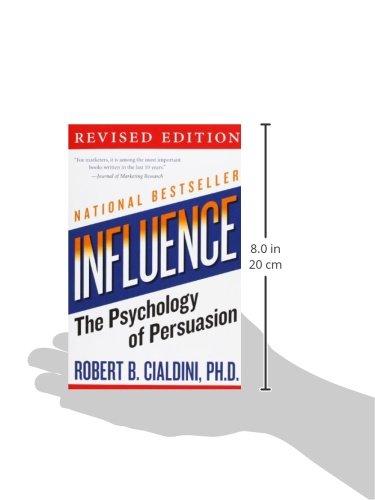 REVISED EDITION
"For marketers, it is among the most important
books written in the last 10 years."
—Journal of Marketing Research
NATIONAL BESTSELLER
INFLUENCE
The Psychology
of Persuasion
ROBERT B. CIALDINI, PH.D.
8.0 in
20 cm